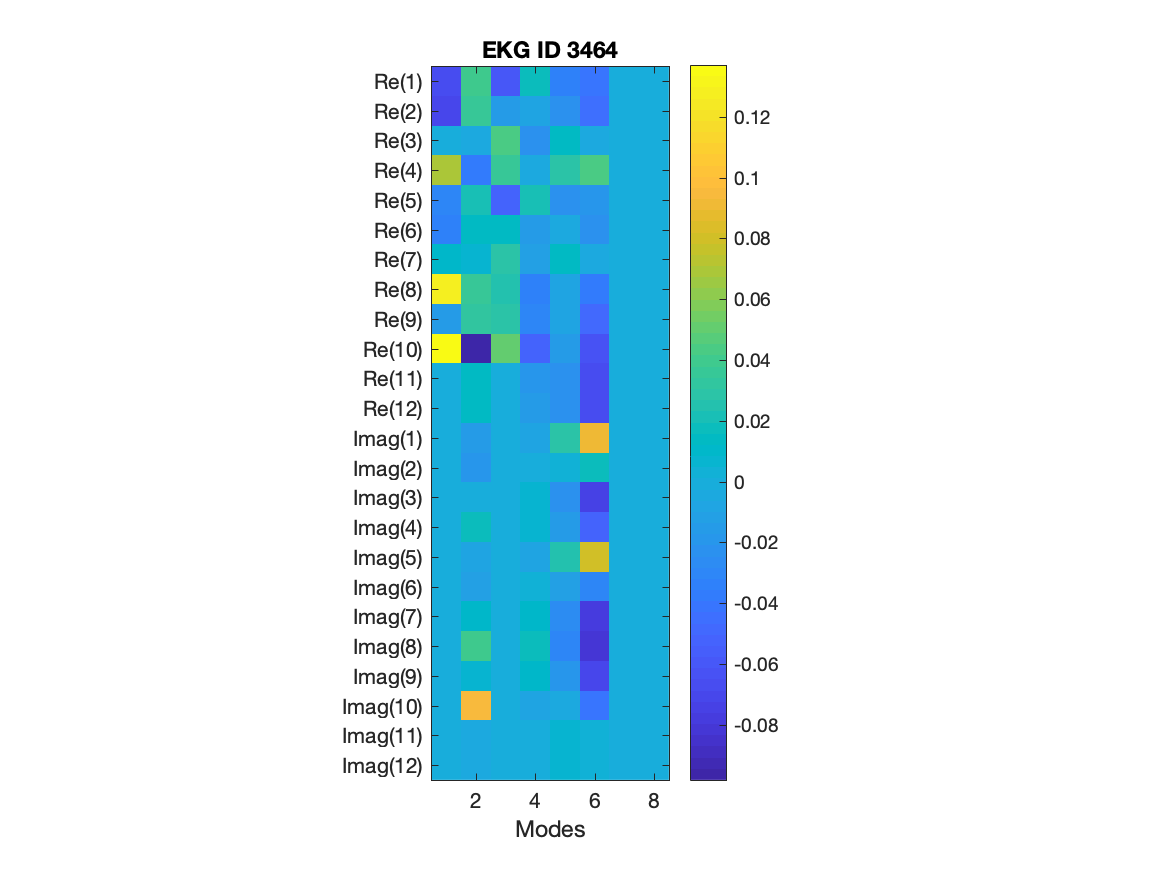 EKG ID 3464
Re(1)
Re(2)
Re(3)
Re(4)
Re(5)
Re(6)
Re(7)
Re(8)
Re(9)
Re(10)
Re(11)
Re(12)
Imag(1)
Imag(2)
Imag(3)
Imag(4)
Imag(5)
Imag(6)
Imag(7)
Imag(8)
Imag(9)
Imag(10)
Imag(11)
Imag(12)
2 4 6 8
Modes
0.12
0.1
0.08
0.06
0.04
0.02
0
-0.02
-0.04
-0.06
-0.08